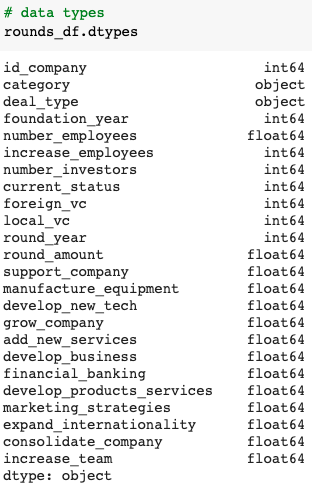 # data types
rounds_df.dtypes
id_company int64
category object
deal_type object
foundation_year int64
number_employees float64
increase_employees int64
number_investors int64
current_status int64
foreign_vc int64
local_vc int64
round_year int64
round_amount float64
support_company float64
manufacture_equipment float64
develop_new_tech float64
grow_company float64
add_new_services float64
develop_business float64
financial_banking float64
develop_products_services float64
marketing_strategies float64
expand_internationality float64
consolidate_company float64
increase_team float64
dtype: object